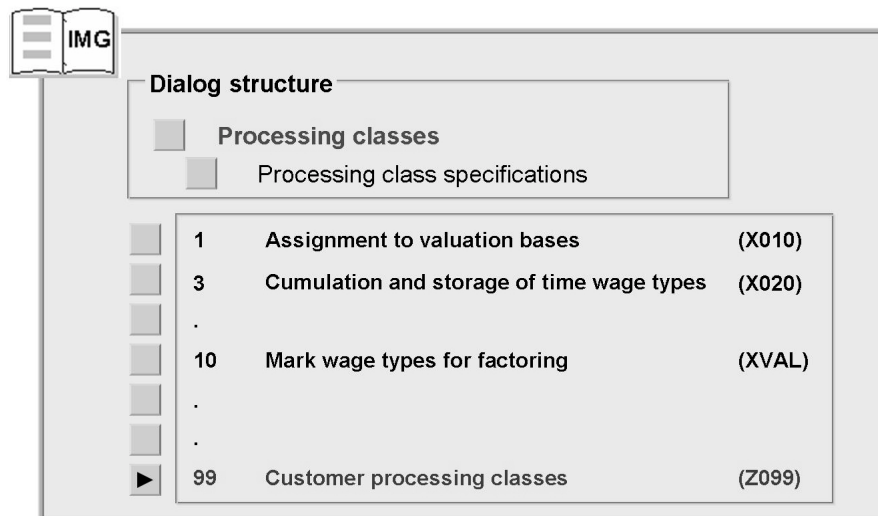 IMG
Dialog structure
Processing classes
Processing class specifications
1 Assignment to valuation bases (X010)
3 Cumulation and storage of time wage types (X020)
.
10 Mark wage types for factoring (XVAL)
.
.
99 Customer processing classes (Z099)